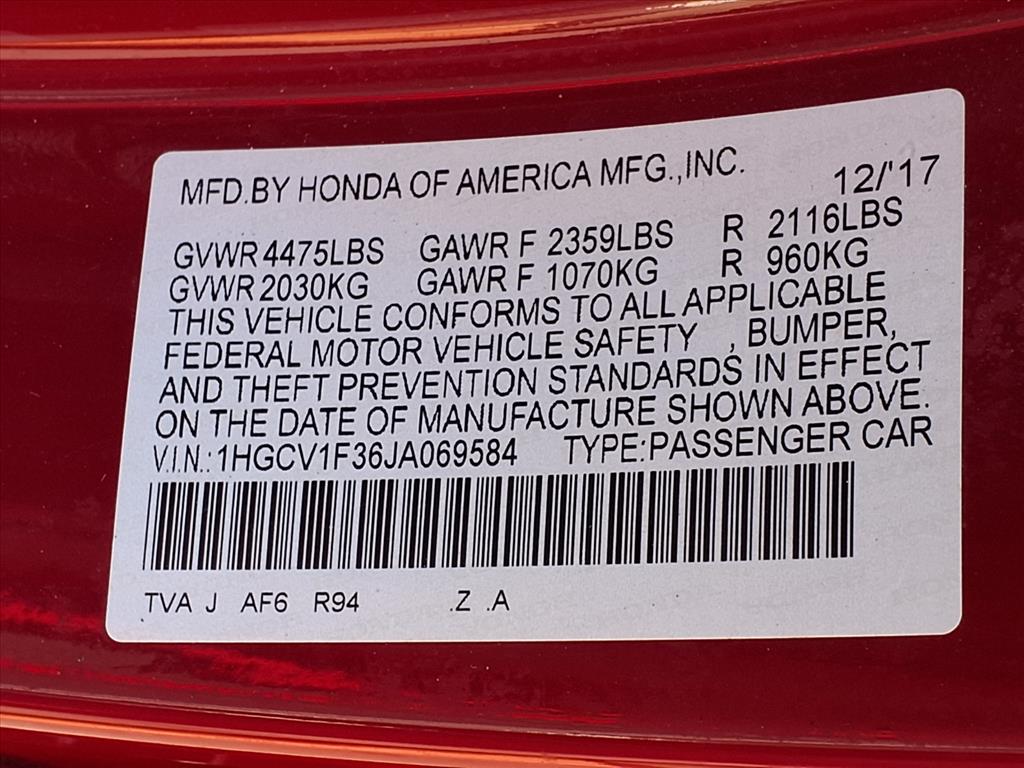 MFD.BY HONDA OF AMERICA MFG.,INC. 12/'17
GVWR 4475LBS GAWR F 2359LBS R 2116LBS
GVWR 2030KG GAWR F 1070KG R 960KG
THIS VEHICLE CONFORMS TO ALL APPLICABLE
FEDERAL MOTOR VEHICLE SAFETY , BUMPER,
AND THEFT PREVENTION STANDARDS IN EFFECT
ON THE DATE OF MANUFACTURE SHOWN ABOVE.
V.I.N.:1HGCV1F36JA069584 TYPE:PASSENGER CAR
TVA J AF6 R94 .Z .A